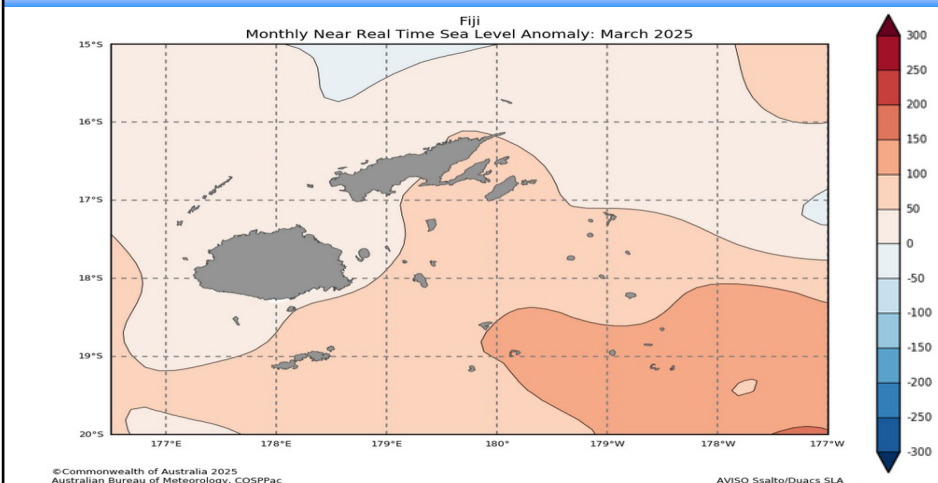 Fiji
Monthly Near Real Time Sea Level Anomaly: March 2025
15°S
16°S
17°S
18°S
19°S
20°S
177°E
178°E
179°E
180°
179°W
178°W
177°W
300
250
200
150
100
50
0
-50
-100
-150
-200
-250
-300
©Commonwealth of Australia 2025
Australian Bureau of Meteorology, COSPPac
AVISO Ssalto/Duacs SLA